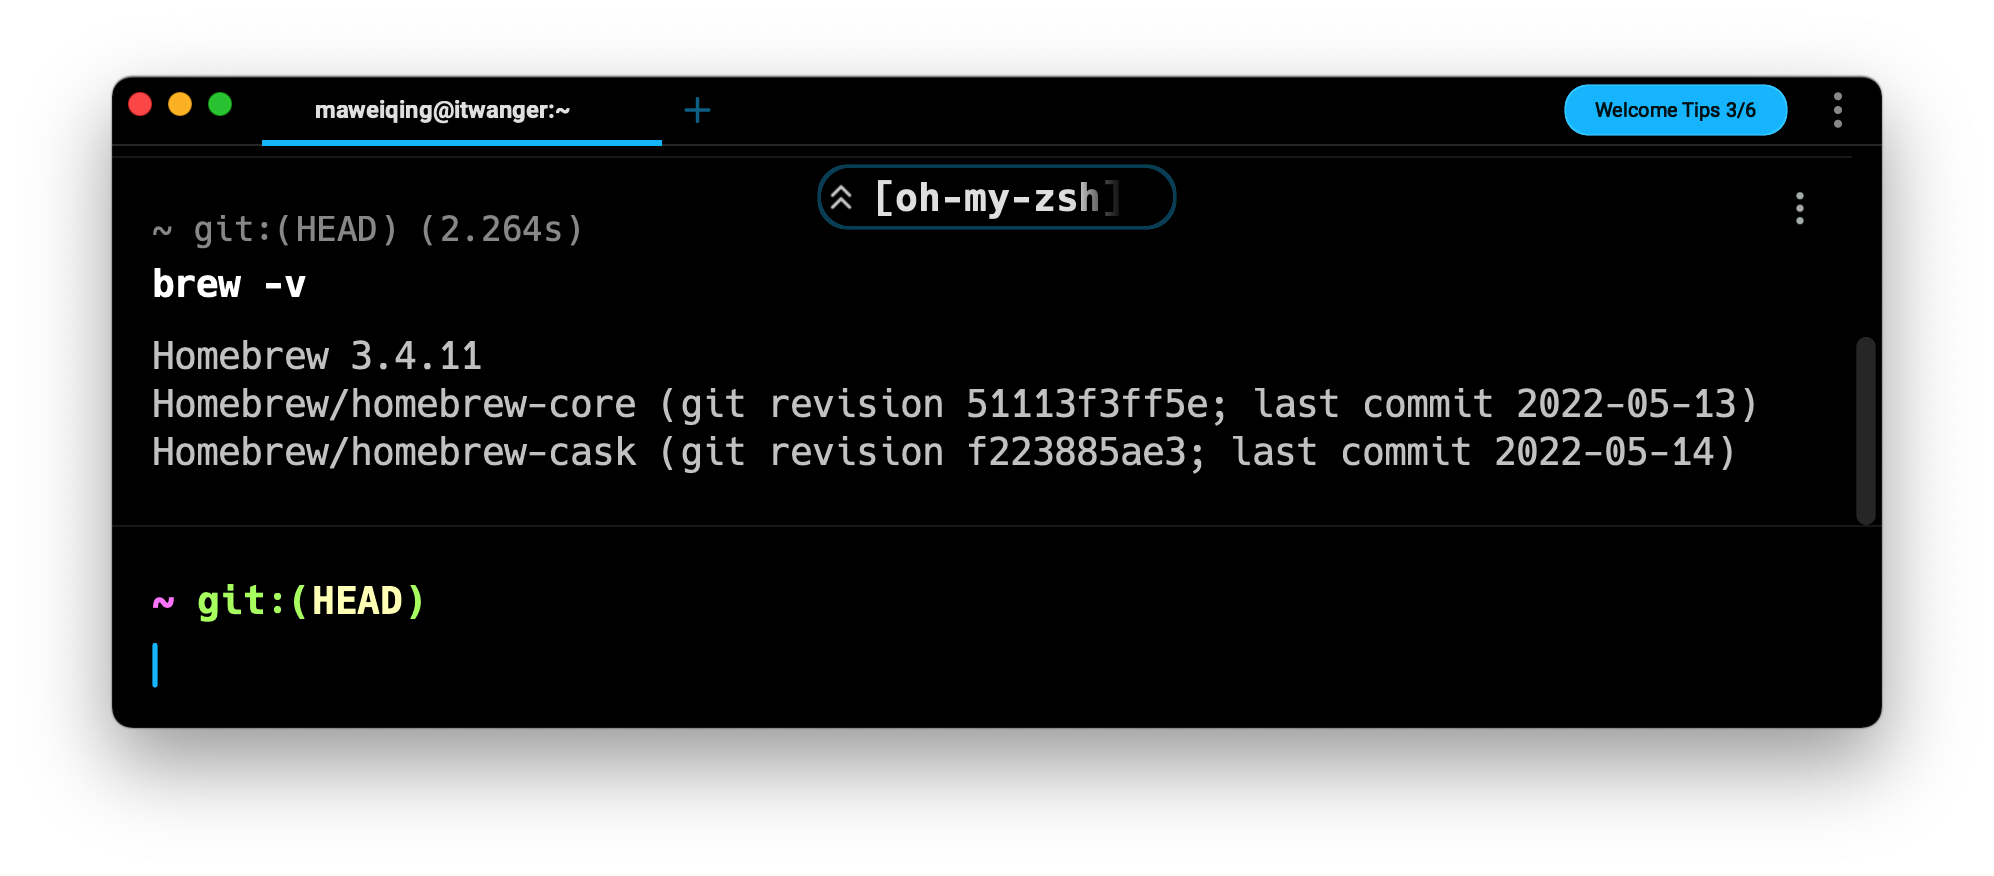 maweiqing@itwanger:~
Welcome Tips 3/6
[oh-my-zsh]
~ git:(HEAD) (2.264s)
brew -v
Homebrew 3.4.11
Homebrew/homebrew-core (git revision 51113f3ff5e; last commit 2022-05-13)
Homebrew/homebrew-cask (git revision f223885ae3; last commit 2022-05-14)
~ git:(HEAD)